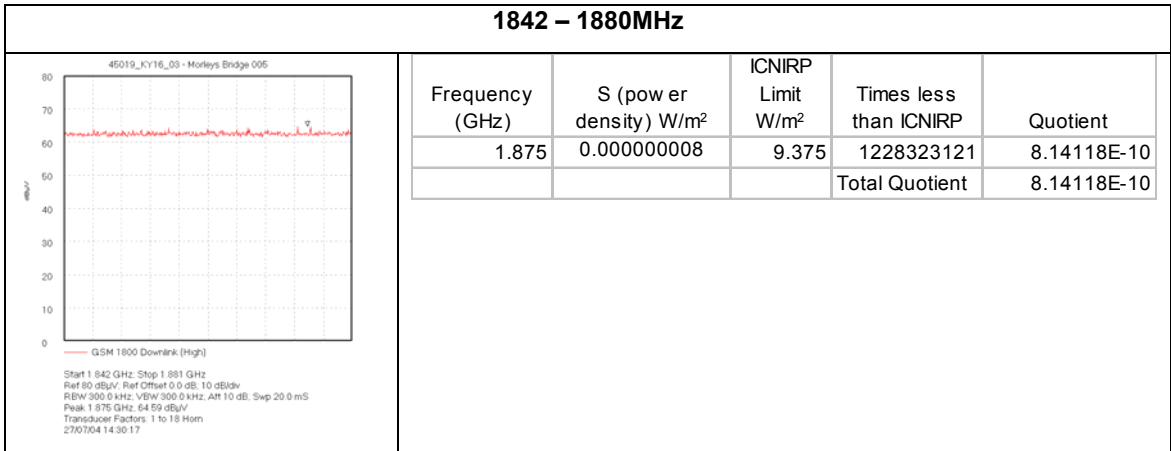 1842 – 1880MHz
45019_KY16_03 - Morleys Bridge 005
80
70
60
50
40
30
20
10
0
dBµV
GSM 1800 Downlink (High)
Start 1.842 GHz; Stop 1.881 GHz
Ref 80 dBµV; Ref Offset 0.0 dB; 10 dB/div
RBW 300.0 kHz; VBW 300.0 kHz; Att 10 dB; Swp 20.0 mS
Peak 1.875 GHz, 64.59 dBµV
Transducer Factors: 1 to 18 Horn
27/07/04 14:30:17
Frequency (GHz) S (pow er density) W/m² ICNIRP Limit W/m² Times less than ICNIRP Quotient
1.875 0.000000008 9.375 1228323121 8.14118E-10
Total Quotient 8.14118E-10